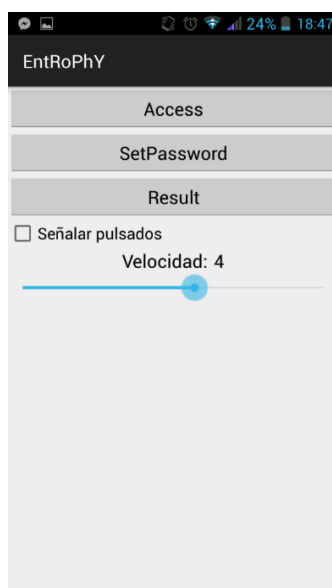 24% 18:47
EntRoPhY
Access
SetPassword
Result
Señalar pulsados
Velocidad: 4